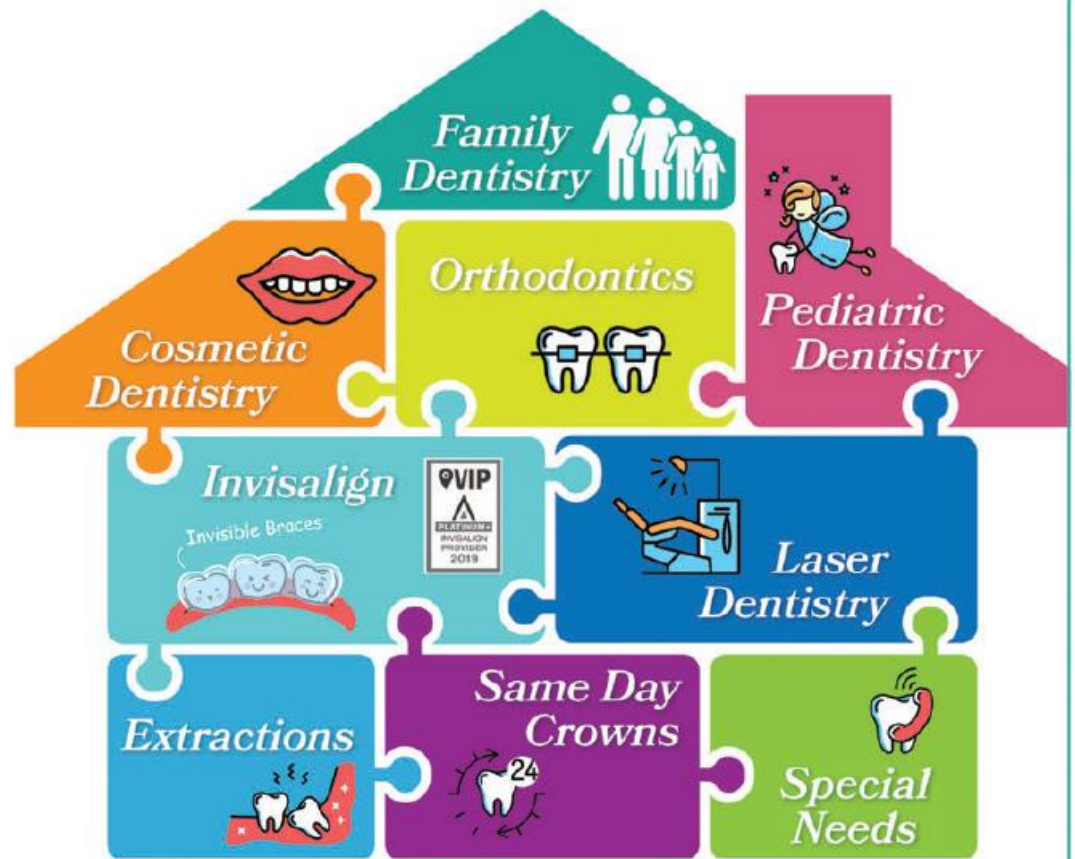 Family
Dentistry
Cosmetic
Dentistry
Orthodontics
Pediatric
Dentistry
Invisalign
Invisible Braces
VIP
PLATINUM+
INVISALIGN
PROVIDER
2019
Laser
Dentistry
Extractions
Same Day
Crowns
24
Special
Needs